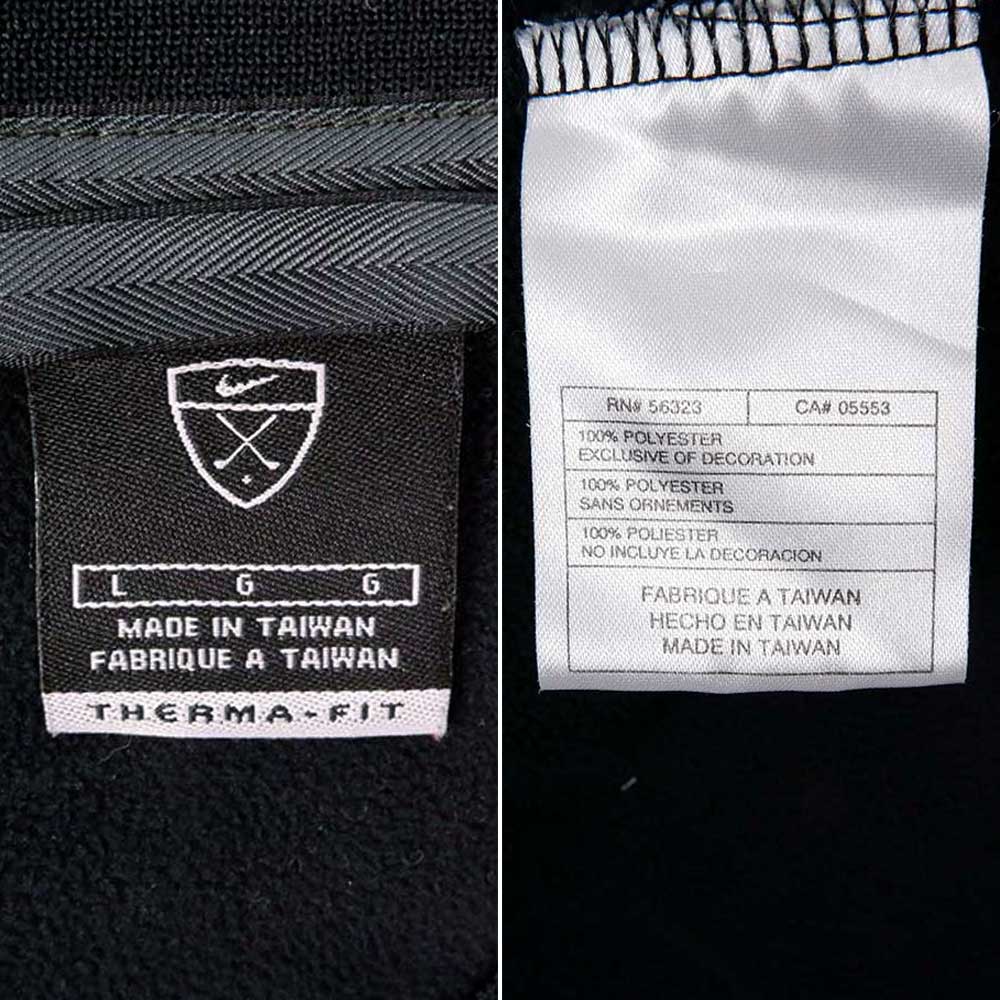 L G G
MADE IN TAIWAN
FABRIQUE A TAIWAN
THERMA-FIT
RN# 56323 CA# 05553
100% POLYESTER
EXCLUSIVE OF DECORATION
100% POLYESTER
SANS ORNEMENTS
100% POLIESTER
NO INCLUYE LA DECORACION
FABRIQUE A TAIWAN
HECHO EN TAIWAN
MADE IN TAIWAN